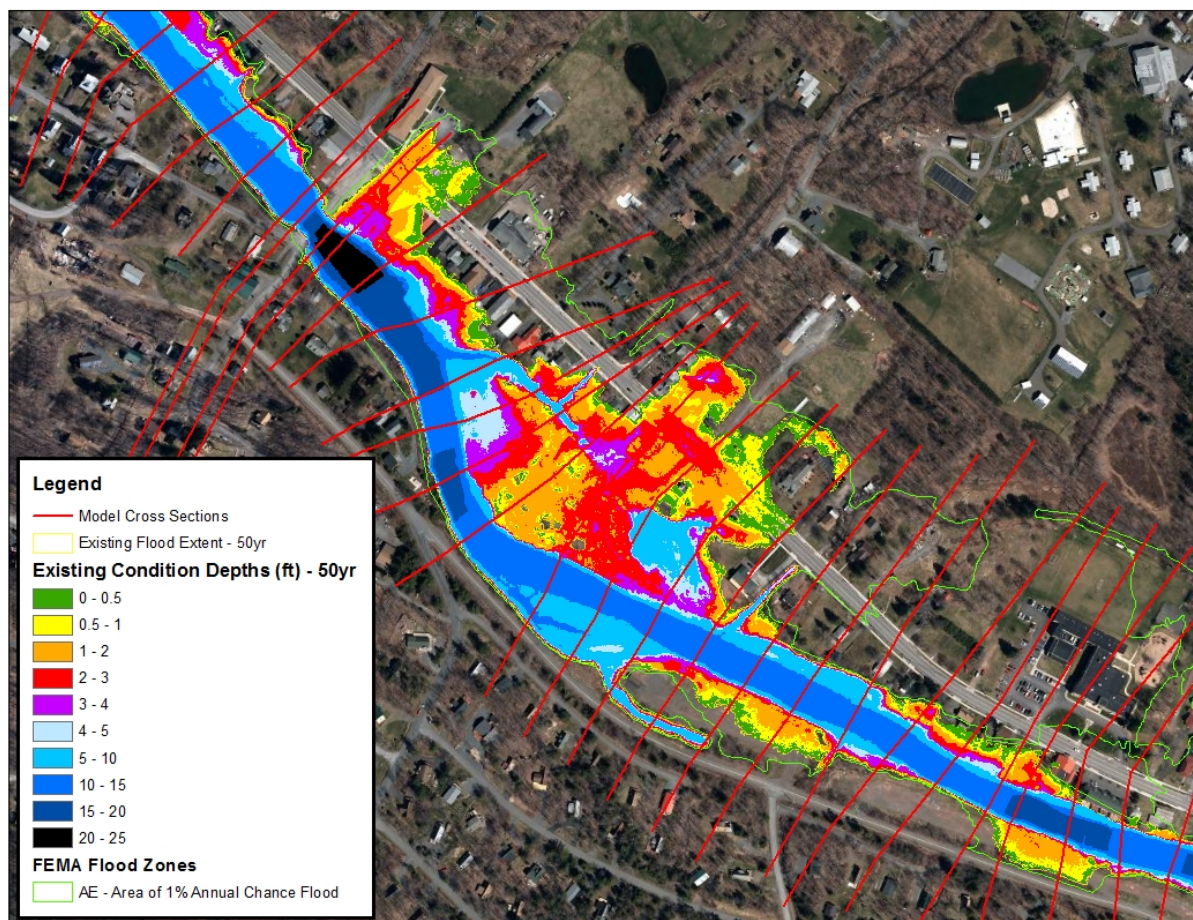 Legend
Model Cross Sections
Existing Flood Extent - 50yr
Existing Condition Depths (ft) - 50yr
0 - 0.5
0.5 - 1
1 - 2
2 - 3
3 - 4
4 - 5
5 - 10
10 - 15
15 - 20
20 - 25
FEMA Flood Zones
AE - Area of 1% Annual Chance Flood